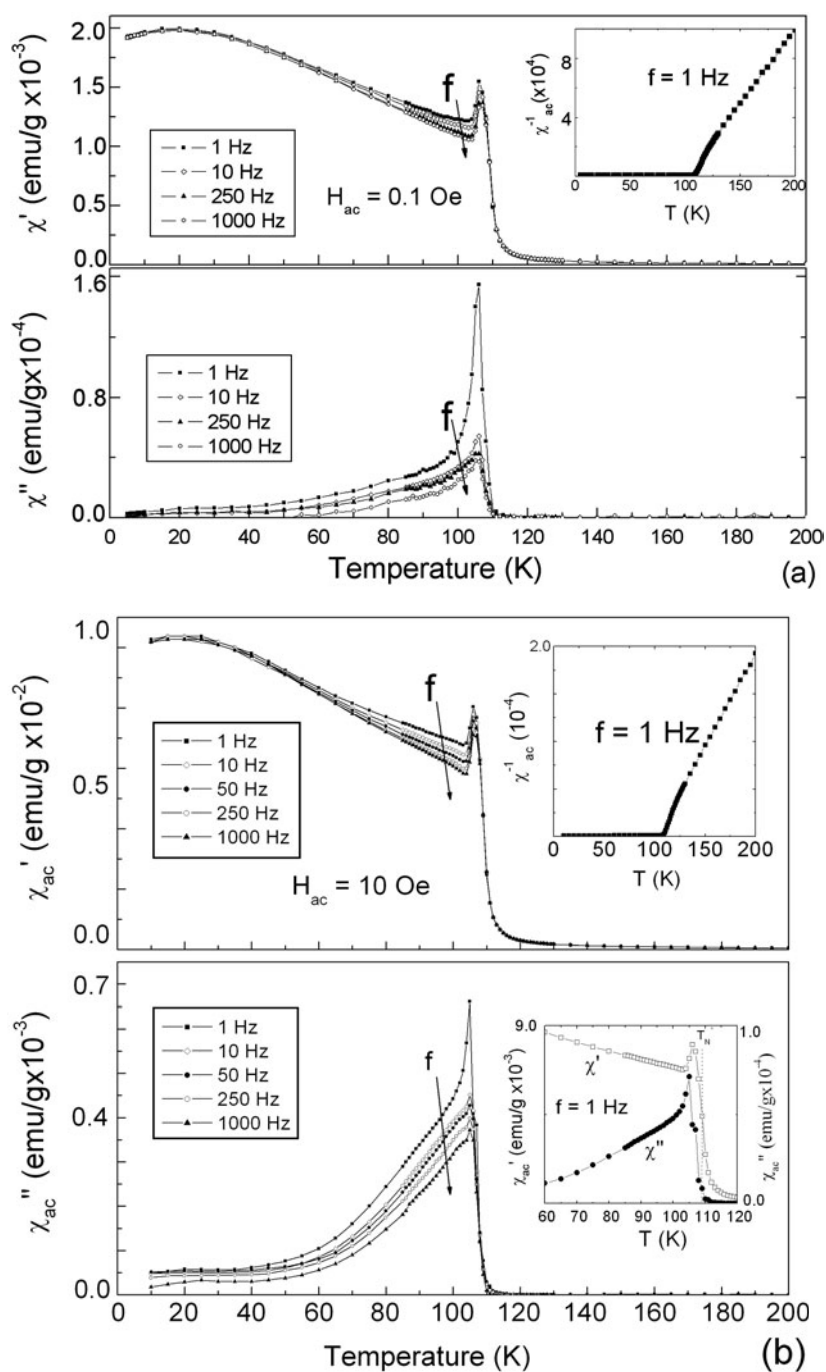 2.0
1.5
1.0
0.5
0.0
χ' (emu/g x10⁻³)
f
1 Hz
10 Hz
250 Hz
1000 Hz
H_ac = 0.1 Oe
8
4
χ⁻¹_ac (x10⁴)
f = 1 Hz
0 50 100 150 200
T (K)
1.6
0.8
0.0
χ'' (emu/gx10⁻⁴)
f
1 Hz
10 Hz
250 Hz
1000 Hz
0 20 40 60 80 100 120 140 160 180 200
Temperature (K)
(a)
1.0
0.5
0.0
χ_ac' (emu/g x10⁻²)
f
1 Hz
10 Hz
50 Hz
250 Hz
1000 Hz
H_ac = 10 Oe
2.0
χ⁻¹_ac (10⁻⁴)
f = 1 Hz
0 25 50 75 100 125 150 175 200
T (K)
0.7
0.4
0.0
χ_ac'' (emu/gx10⁻³)
f
1 Hz
10 Hz
50 Hz
250 Hz
1000 Hz
9.0
χ_ac' (emu/g x10⁻³)
1.0
0.0
χ_ac'' (emu/gx10⁻⁴)
T_N
χ'
f = 1 Hz
χ''
60 70 80 90 100 110 120
T (K)
0 20 40 60 80 100 120 140 160 180 200
Temperature (K)
(b)